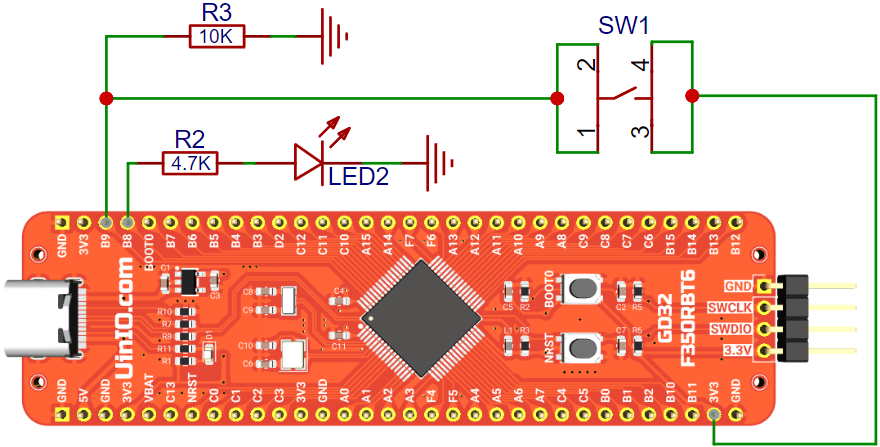 R3
10K
SW1
2
4
1
3
R2
4.7K
LED2
GND
3V3
B9
B8
BOOT0
B7
B6
B5
B4
B3
D2
C12
C11
C10
A15
A14
F7
F6
A13
A12
A11
A10
A9
A8
C9
C8
C7
C6
B15
B14
B13
B12
UinIO.com
C1
C3
R10
R7
R8
R9
R11
R1
D1
C8
C9
C10
C6
C4
C11
C5
R2
L1
R3
BOOT0
NRST
C2
R5
C7
R6
GD32
F350RBT6
GND
SWCLK
SWDIO
3.3V
GND
5V
GND
3V3
VBAT
C13
NRST
C0
C1
C2
C3
3V3
GND
A0
A1
A2
A3
F4
F5
A4
A5
A6
A7
C4
C5
B0
B1
B2
B10
B11
3V3
GND